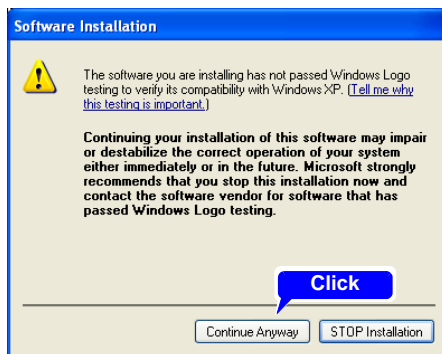 Software Installation
The software you are installing has not passed Windows Logo
testing to verify its compatibility with Windows XP. (Tell me why
this testing is important.)
Continuing your installation of this software may impair
or destabilize the correct operation of your system
either immediately or in the future. Microsoft strongly
recommends that you stop this installation now and
contact the software vendor for software that has
passed Windows Logo testing.
Click
Continue Anyway STOP Installation